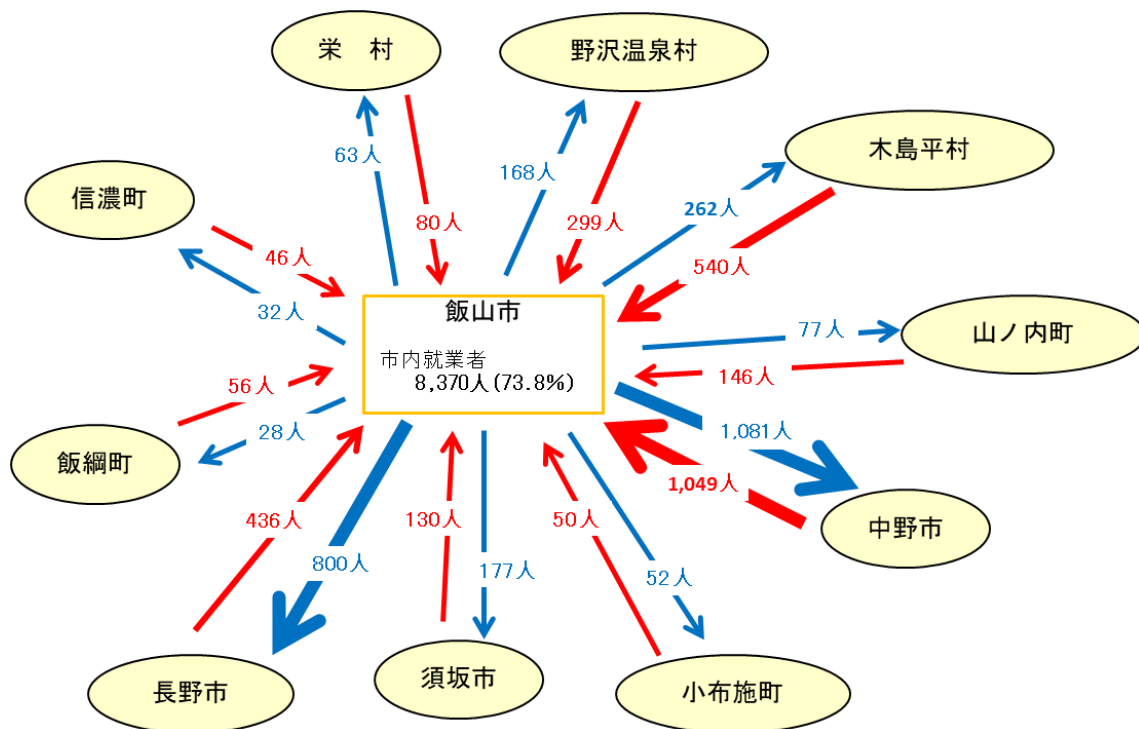 栄　村
野沢温泉村
木島平村
63人
168人
信濃町
262人
80人
299人
46人
540人
32人
飯山市
77人
山ノ内町
市内就業者
8,370人(73.8%)
146人
56人
28人
1,081人
飯綱町
1,049人
436人
130人
50人
中野市
800人
177人
52人
長野市
須坂市
小布施町